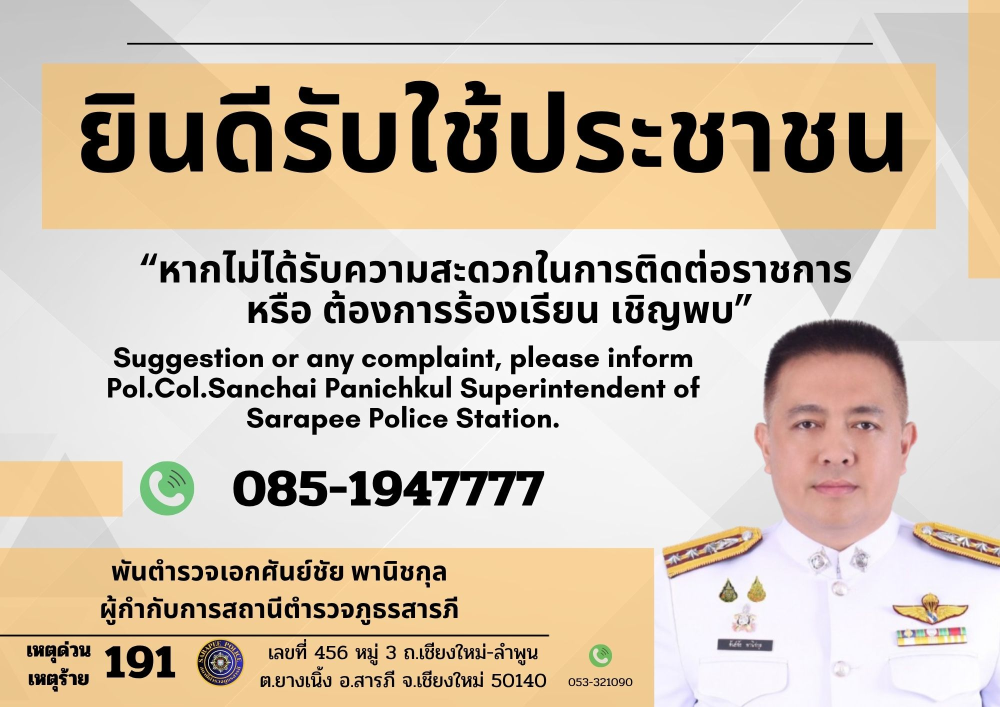 ยินดีรับใช้ประชาชน
“หากไม่ได้รับความสะดวกในการติดต่อราชการ
หรือ ต้องการร้องเรียน เชิญพบ”
Suggestion or any complaint, please inform
Pol.Col.Sanchai Panichkul Superintendent of
Sarapee Police Station.
085-1947777
พันตำรวจเอกศันย์ชัย พานิชกุล
ผู้กำกับการสถานีตำรวจภูธรสารภี
เหตุด่วน
เหตุร้าย
191
SARAPEE POLICE
สถานีตำรวจภูธรสารภี
เลขที่ 456 หมู่ 3 ถ.เชียงใหม่-ลำพูน
ต.ยางเนิ้ง อ.สารภี จ.เชียงใหม่ 50140
053-321090
ศันย์ชัย พานิชกุล